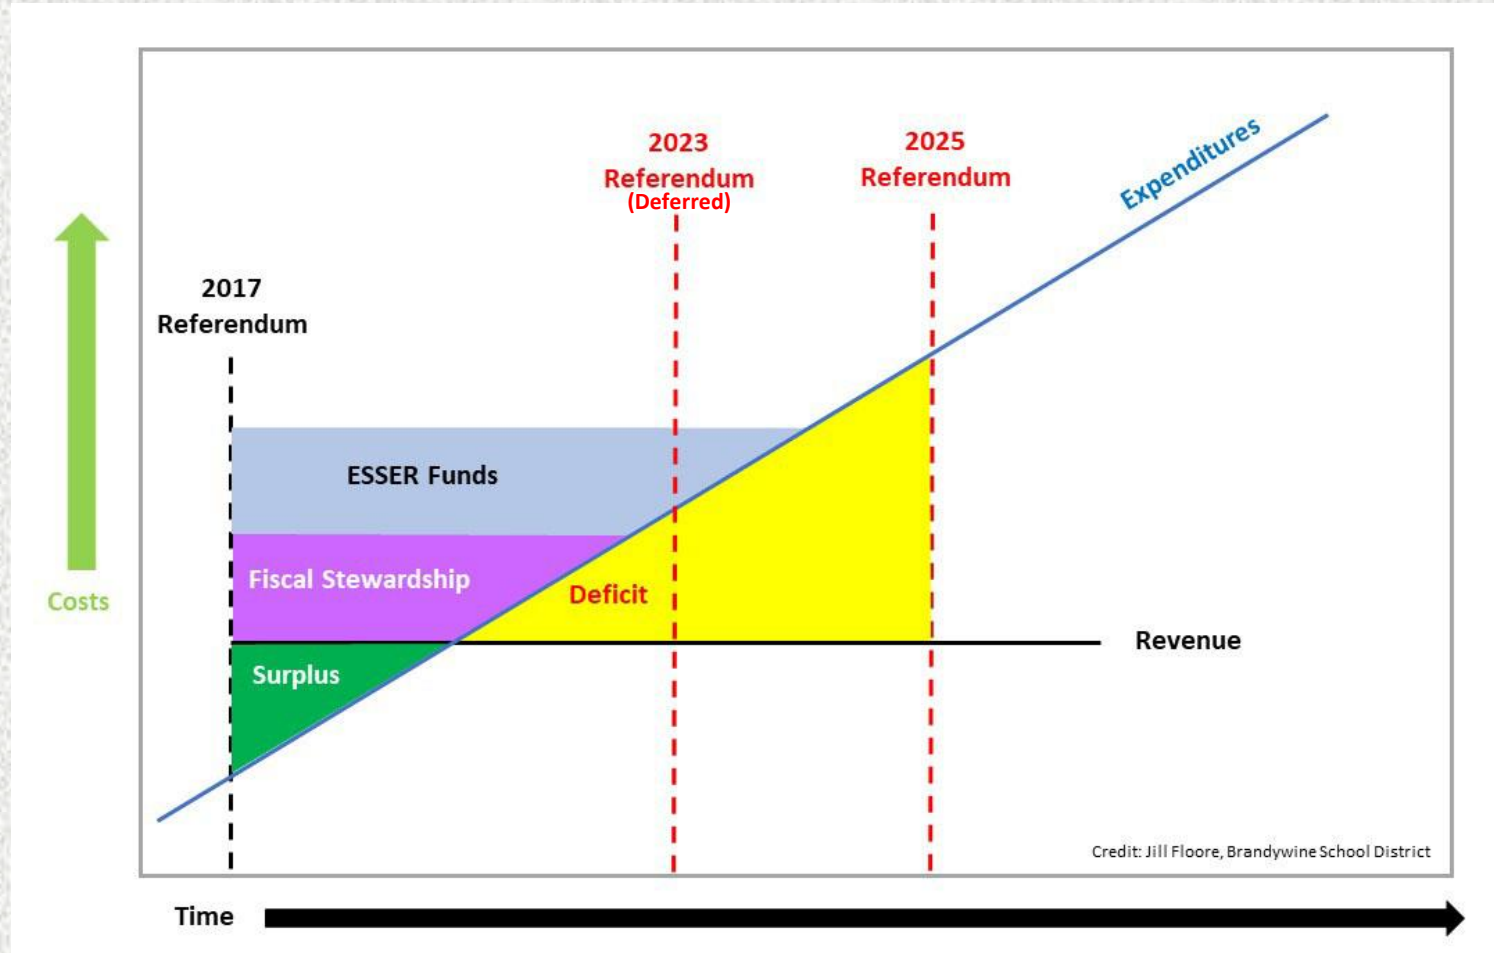 2023
Referendum
(Deferred)
2025
Referendum
Expenditures
2017
Referendum
ESSER Funds
Fiscal Stewardship
Deficit
Costs
Revenue
Surplus
Credit: Jill Floore, Brandywine School District
Time